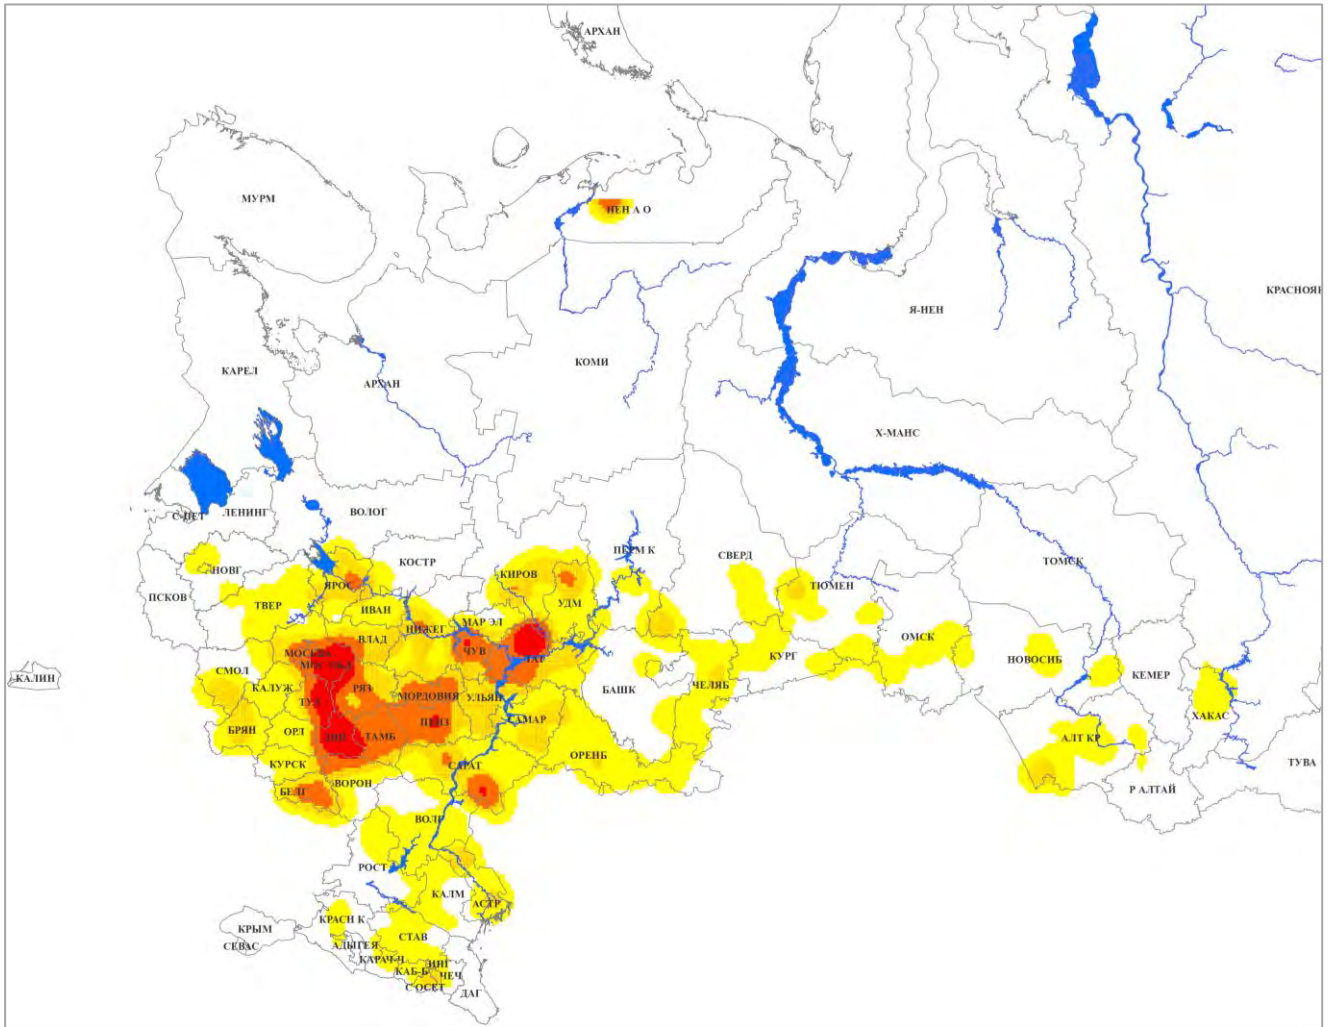 АРХАН
МУРМ
НЕН А О
КРАСНОЯ
Я-НЕН
КОМИ
КАРЕЛ
АРХАН
Х-МАНС
С-ПЕТ
ЛЕНИНГ
ВОЛОГ
ПЕРМ К
СВЕРД
ТОМСК
НОВГ
КОСТР
КИРОВ
ЯРОС
ТЮМЕН
ПСКОВ
ТВЕР
ИВАН
УДМ
МАР ЭЛ
НИЖЕГ
ВЛАД
ОМСК
МОСКВА
ЧУВ
ТАТ
КУРГ
НОВОСИБ
КЕМЕР
СМОЛ
КАЛИН
КАЛУЖ
РЯЗ
МОРДОВИЯ
УЛЬЯН
БАШК
ЧЕЛЯБ
ТУЛ
ХАКАС
БРЯН
ОРЛ
ЛИП
ТАМБ
ПЕНЗ
САМАР
АЛТ КР
ОРЕНБ
КУРСК
САРАТ
ТУВА
БЕЛГ
ВОРОН
Р АЛТАЙ
ВОЛГ
РОСТ
КАЛМ
АСТР
КРАСН К
КРЫМ
СТАВ
СЕВАС
АДЫГЕЯ
КАРАЧ-Ч
ИНГ
КАБ-Б
ЧЕЧ
С ОСЕТ
ДАГ